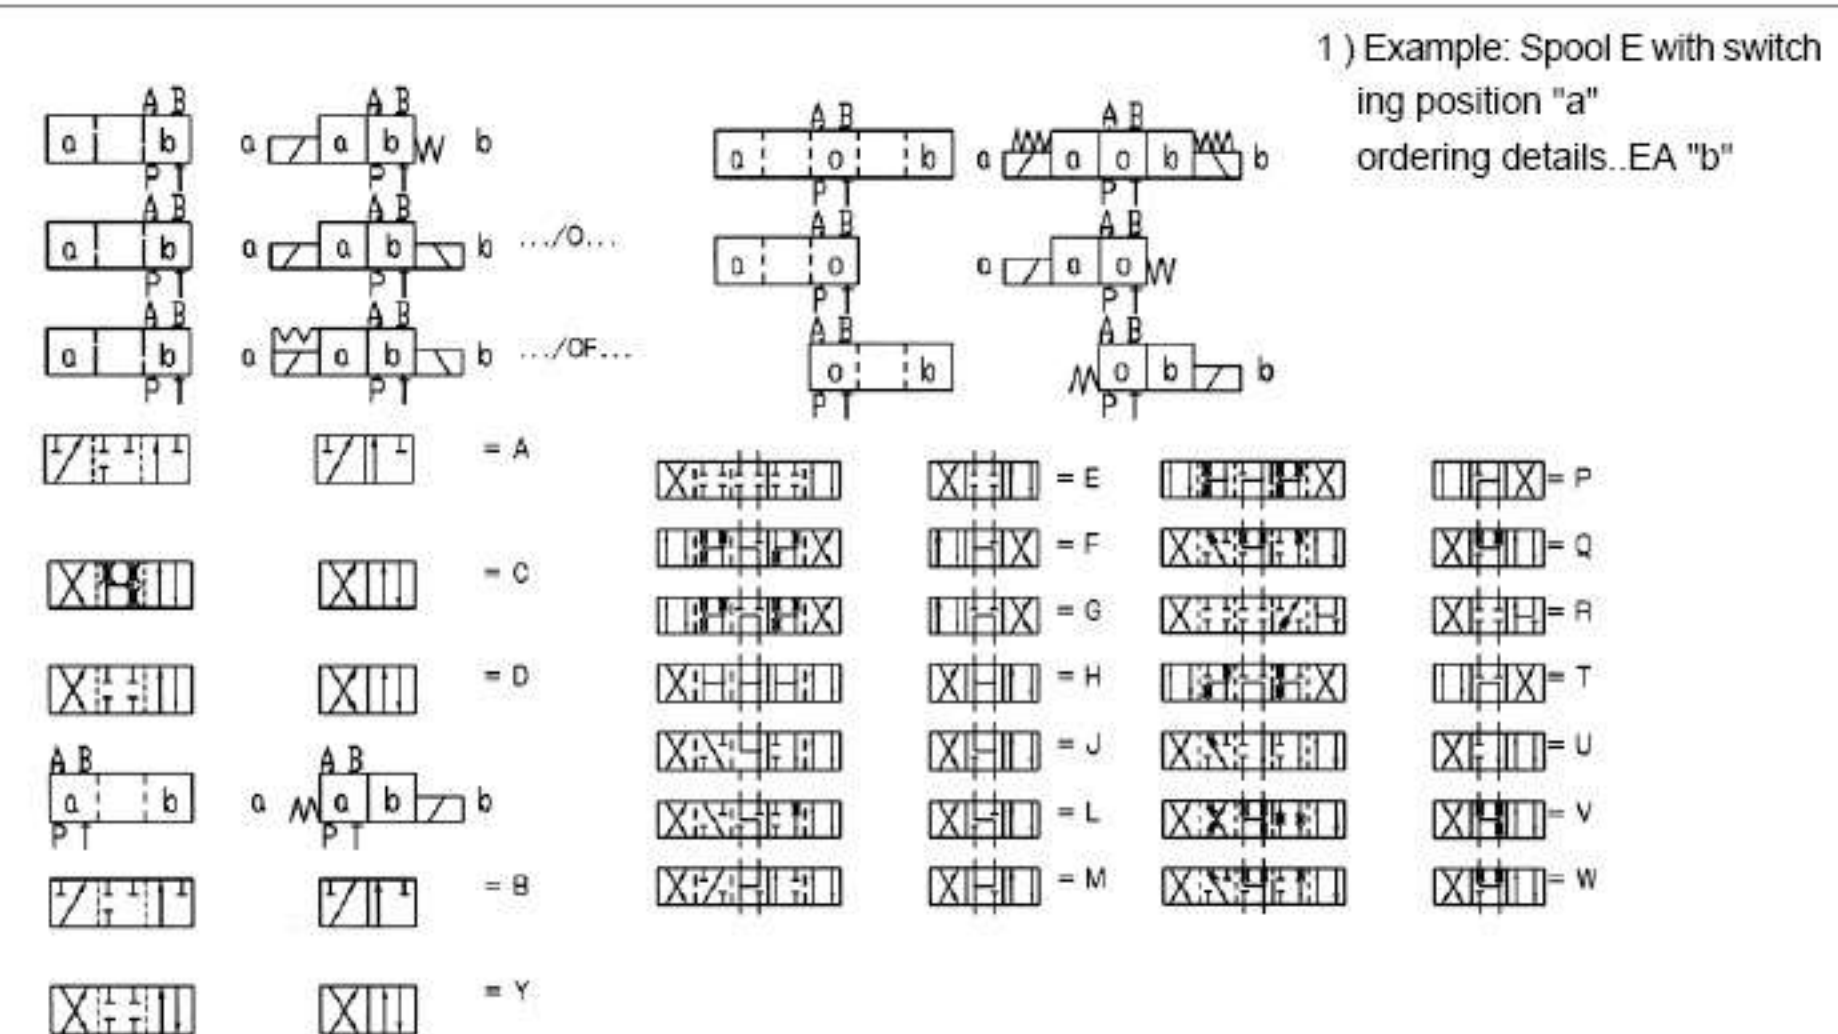 1 ) Example: Spool E with switch
ing position "a"
ordering details..EA "b"
A B
a b
P T
A B
a a b b
P T
A B
a o b
P T
A B
a a o b b
P T
A B
a b
P T
A B
a a b b .../O...
P T
A B
a o
P T
A B
a a o
P T
A B
a b
P T
A B
a a b b .../OF...
P T
A B
o b
P T
A B
o b b
P T
= A
= E
= P
= F
= Q
= C
= G
= R
= D
= H
= T
= J
= U
A B
a b
P T
A B
a a b b
P T
= L
= V
= B
= M
= W
= Y